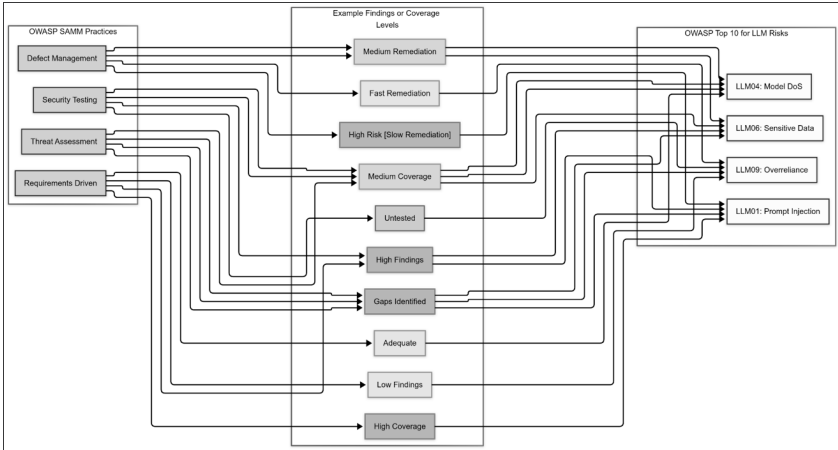 OWASP SAMM Practices
Defect Management
Security Testing
Threat Assessment
Requirements Driven
Example Findings or Coverage
Levels
Medium Remediation
Fast Remediation
High Risk [Slow Remediation]
Medium Coverage
Untested
High Findings
Gaps Identified
Adequate
Low Findings
High Coverage
OWASP Top 10 for LLM Risks
LLM04: Model DoS
LLM06: Sensitive Data
LLM09: Overreliance
LLM01: Prompt Injection